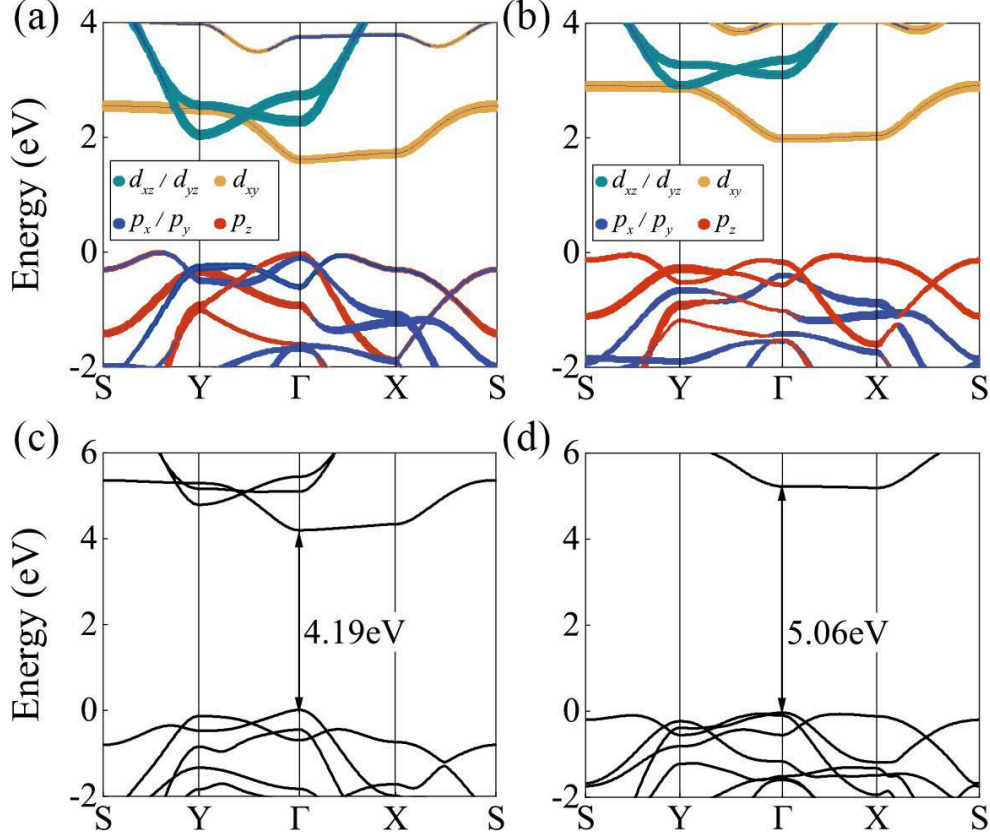 (a)
(b)
Energy (eV)
4
2
0
-2
d_xz / d_yz d_xy
p_x / p_y p_z
S Y Γ X S
4
2
0
-2
d_xz / d_yz d_xy
p_x / p_y p_z
S Y Γ X S
(c)
(d)
Energy (eV)
6
4
2
0
-2
4.19eV
S Y Γ X S
6
4
2
0
-2
5.06eV
S Y Γ X S